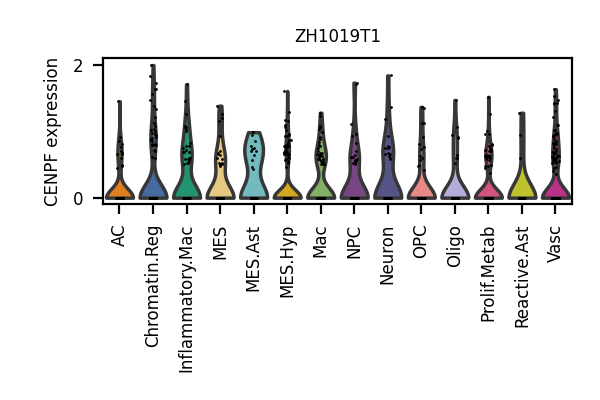 ZH1019T1
CENPF expression
2
0
AC
Chromatin.Reg
Inflammatory.Mac
MES
MES.Ast
MES.Hyp
Mac
NPC
Neuron
OPC
Oligo
Prolif.Metab
Reactive.Ast
Vasc